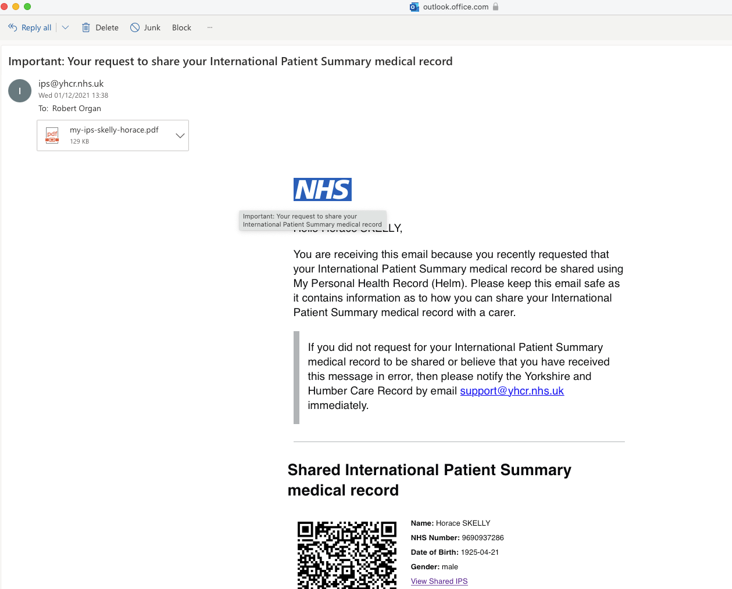 outlook.office.com
Reply all
Delete
Junk
Block
Important: Your request to share your International Patient Summary medical record
I
ips@yhcr.nhs.uk
Wed 01/12/2021 13:38
To: Robert Organ
pdf
my-ips-skelly-horace.pdf
129 KB
NHS
Important: Your request to share your
International Patient Summary medical record
Hello Horace SKELLY,
You are receiving this email because you recently requested that
your International Patient Summary medical record be shared using
My Personal Health Record (Helm). Please keep this email safe as
it contains information as to how you can share your International
Patient Summary medical record with a carer.
If you did not request for your International Patient Summary
medical record to be shared or believe that you have received
this message in error, then please notify the Yorkshire and
Humber Care Record by email support@yhcr.nhs.uk
immediately.
Shared International Patient Summary
medical record
Name: Horace SKELLY
NHS Number: 9690937286
Date of Birth: 1925-04-21
Gender: male
View Shared IPS